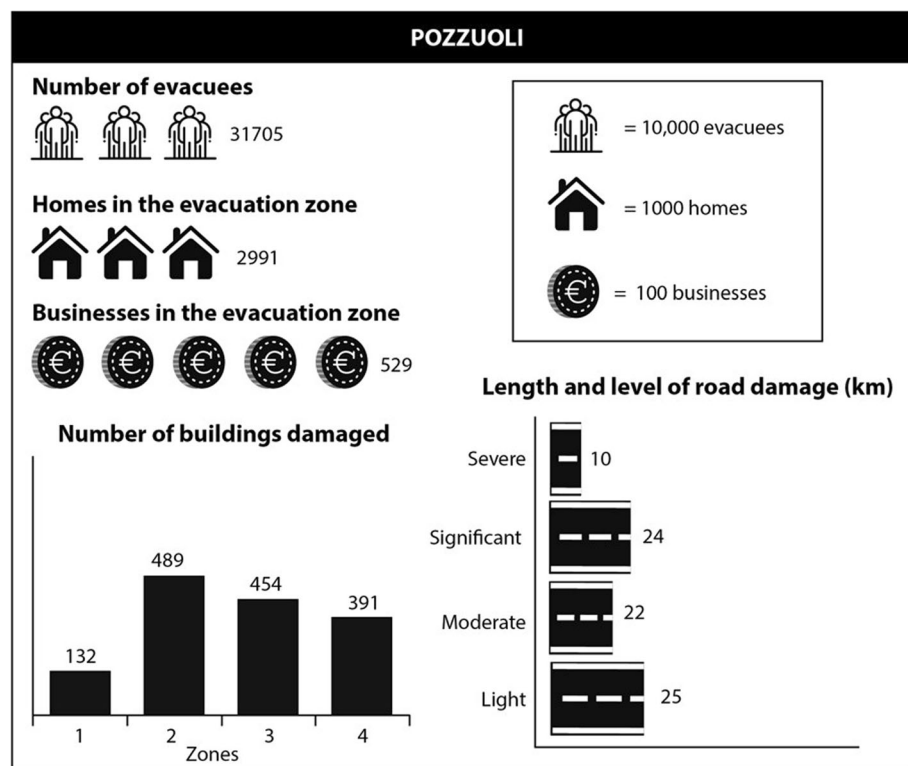 POZZUOLI
Number of evacuees
31705
Homes in the evacuation zone
2991
Businesses in the evacuation zone
€ € € € € 529
= 10,000 evacuees
= 1000 homes
€ = 100 businesses
Number of buildings damaged
132
489
454
391
1 2 3 4
Zones
Length and level of road damage (km)
Severe 10
Significant 24
Moderate 22
Light 25